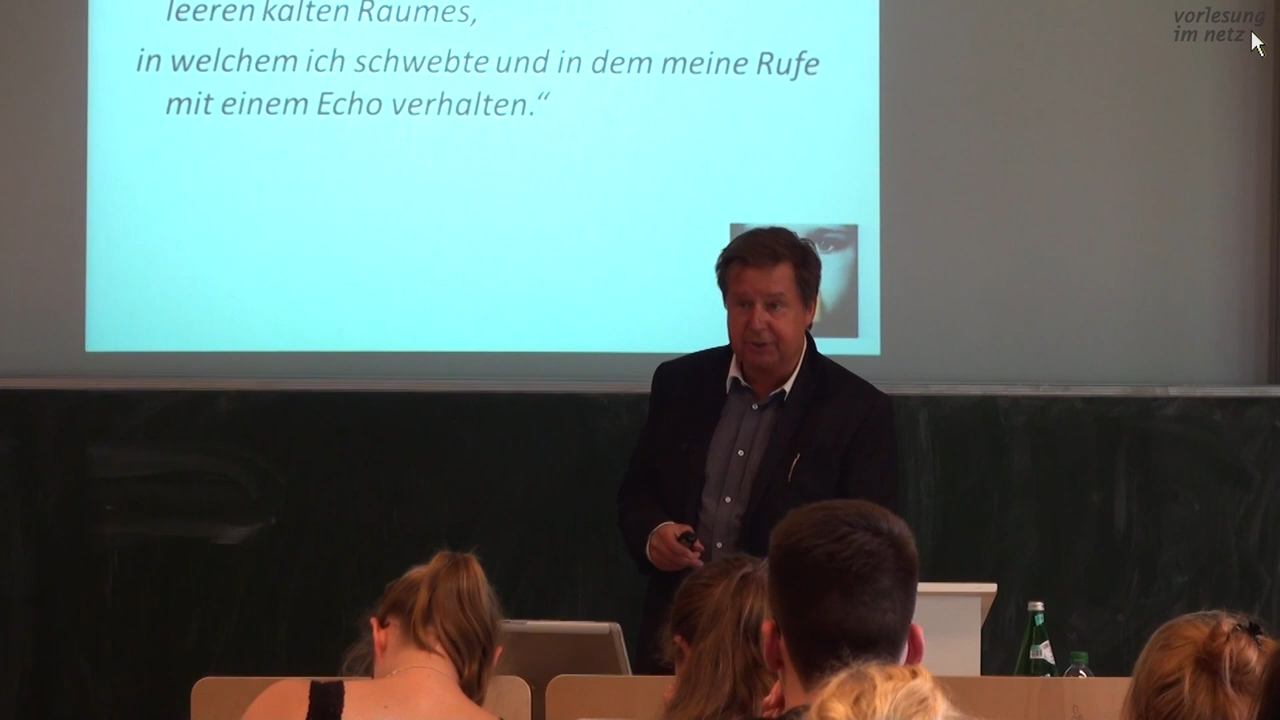 leeren kalten Raumes,
in welchem ich schwebte und in dem meine Rufe
mit einem Echo verhalten.“
vorlesung
im netz